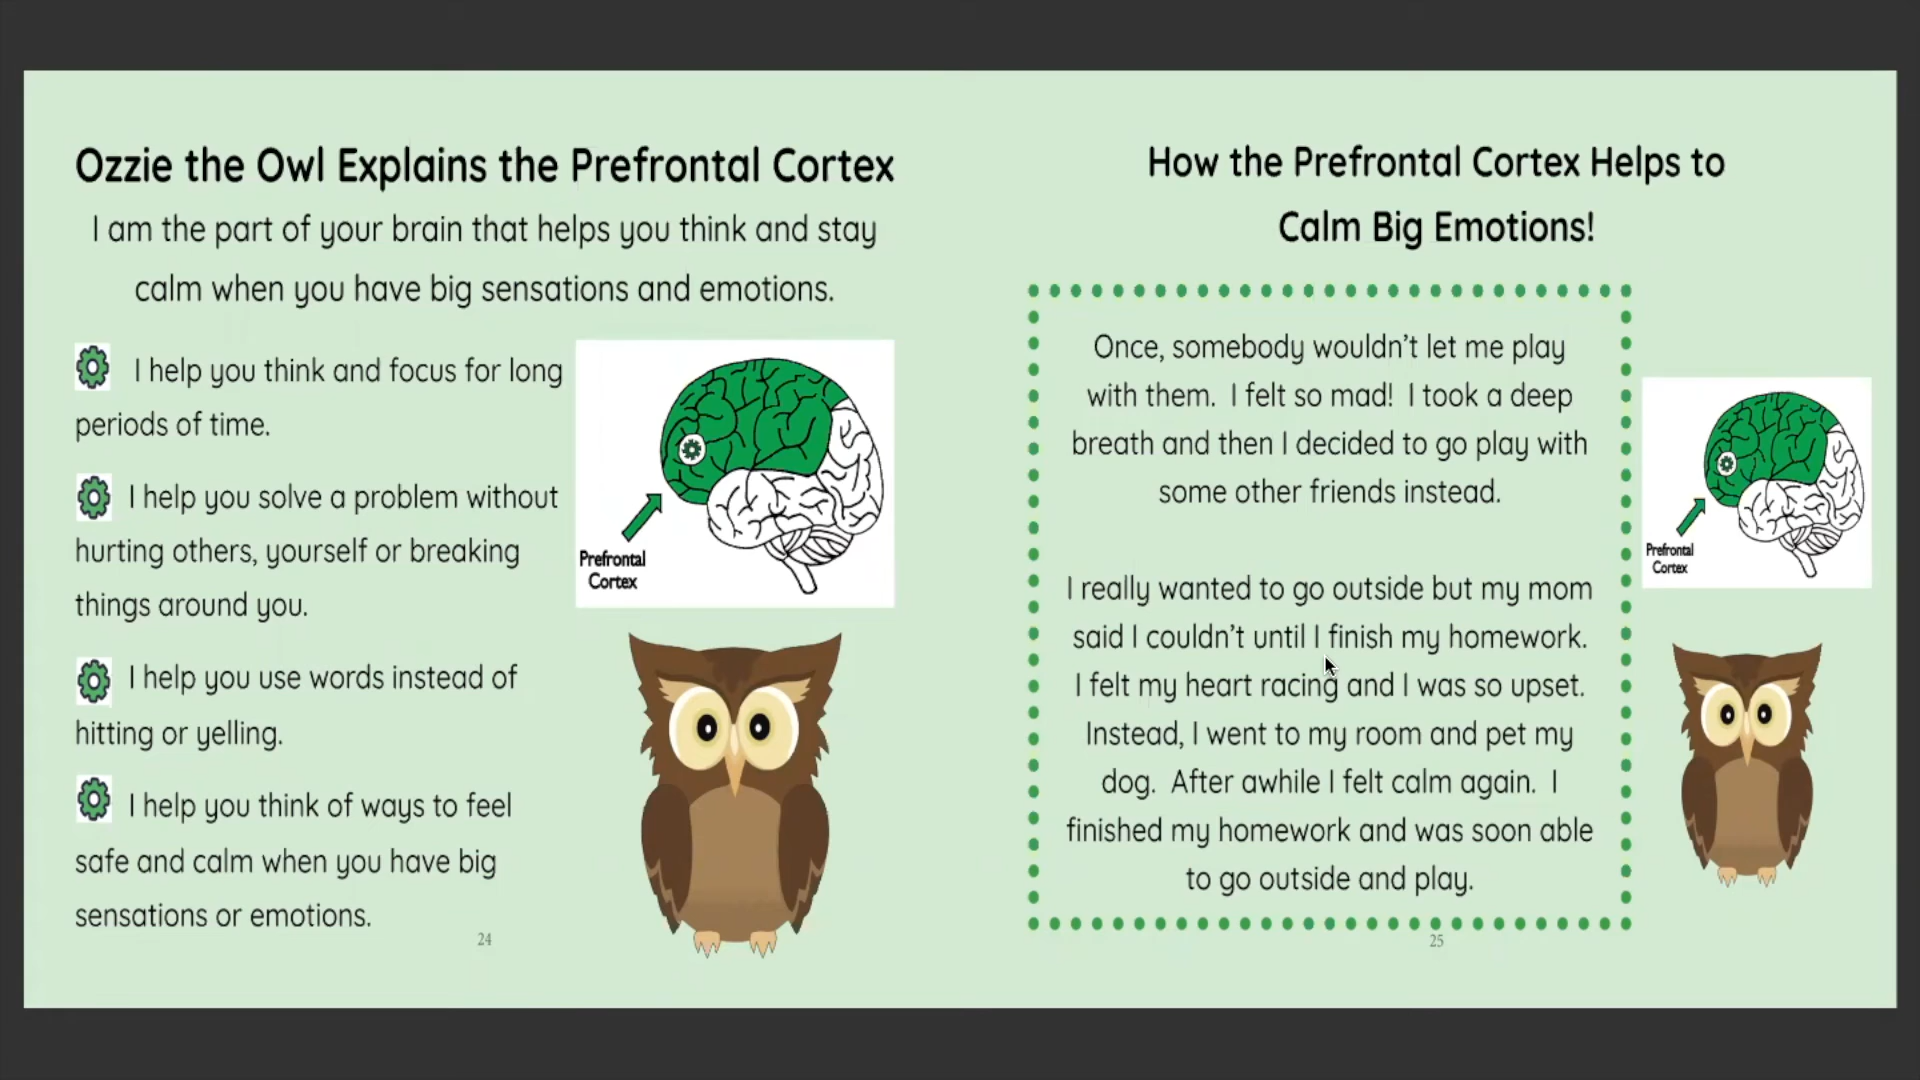 Ozzie the Owl Explains the Prefrontal Cortex
I am the part of your brain that helps you think and stay
calm when you have big sensations and emotions.
I help you think and focus for long
periods of time.
I help you solve a problem without
hurting others, yourself or breaking
things around you.
I help you use words instead of
hitting or yelling.
I help you think of ways to feel
safe and calm when you have big
sensations or emotions.
Prefrontal
Cortex
24
How the Prefrontal Cortex Helps to
Calm Big Emotions!
Once, somebody wouldn’t let me play
with them.  I felt so mad!  I took a deep
breath and then I decided to go play with
some other friends instead.
I really wanted to go outside but my mom
said I couldn’t until I finish my homework.
I felt my heart racing and I was so upset.
Instead, I went to my room and pet my
dog.  After awhile I felt calm again.  I
finished my homework and was soon able
to go outside and play.
Prefrontal
Cortex
25